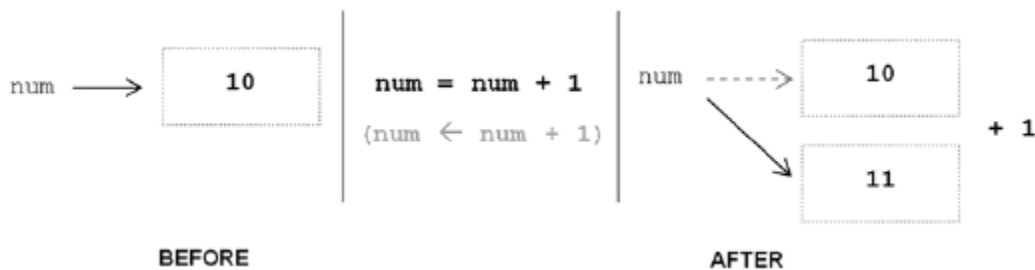 num
10
num = num + 1
(num ← num + 1)
num
10
+ 1
11
BEFORE
AFTER